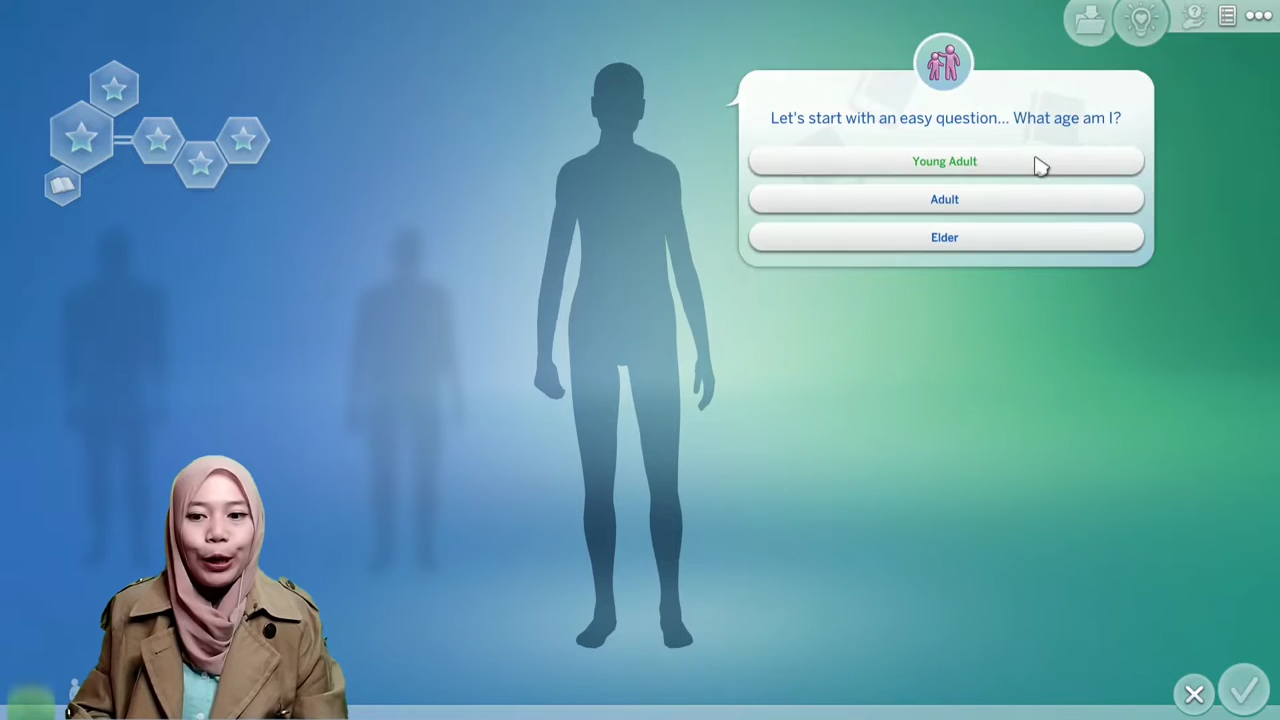 Let's start with an easy question... What age am I?
Young Adult
Adult
Elder